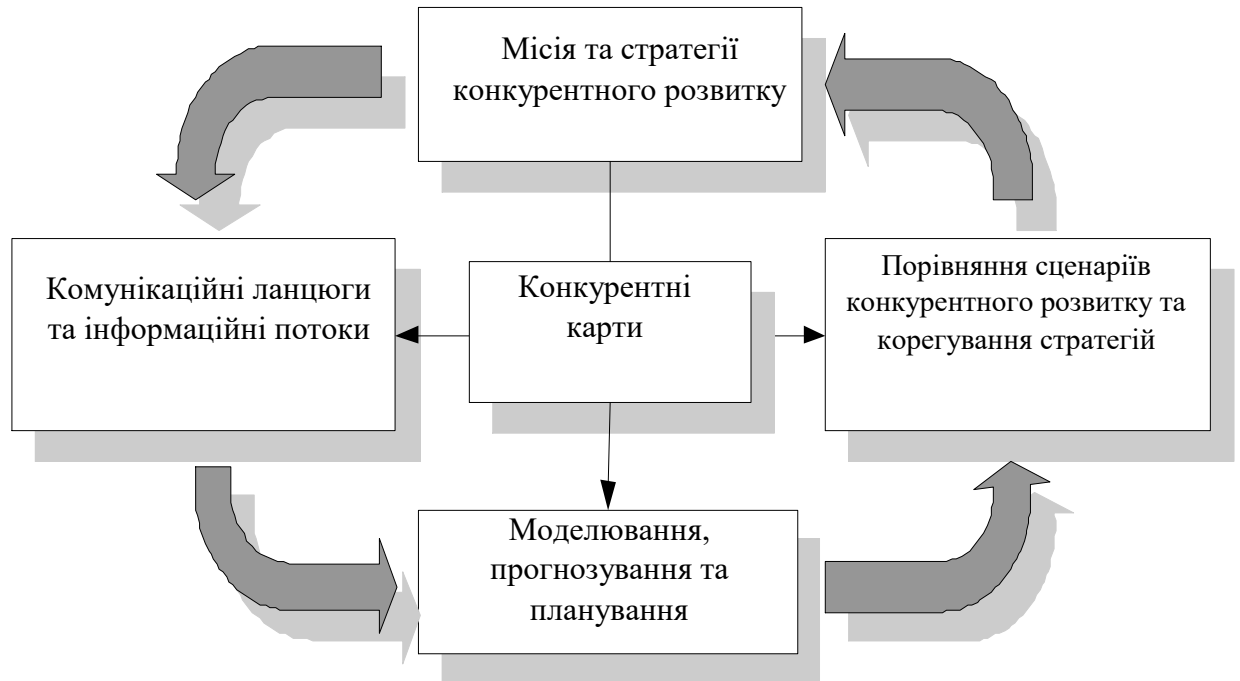 Місія та стратегії
конкурентного розвитку
Комунікаційні ланцюги
та інформаційні потоки
Конкурентні
карти
Порівняння сценаріїв
конкурентного розвитку та
корегування стратегій
Моделювання,
прогнозування та
планування